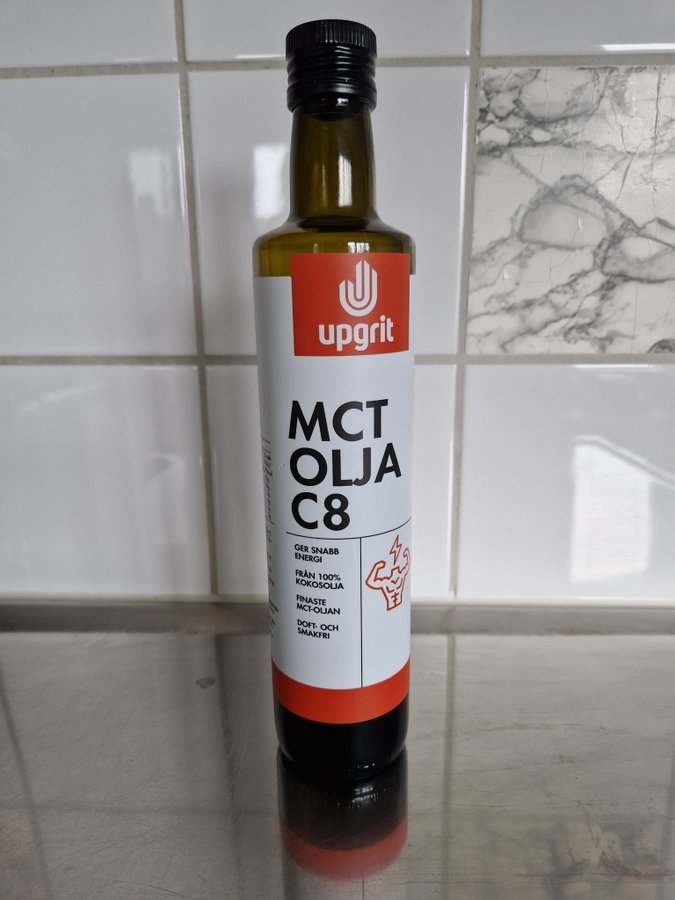 upgrit
MCT
OLJA
C8
GER SNABB
ENERGI
FRÅN 100%
KOKOSOLJA
FINASTE
MCT-OLJAN
DOFT- OCH
SMAKFRI